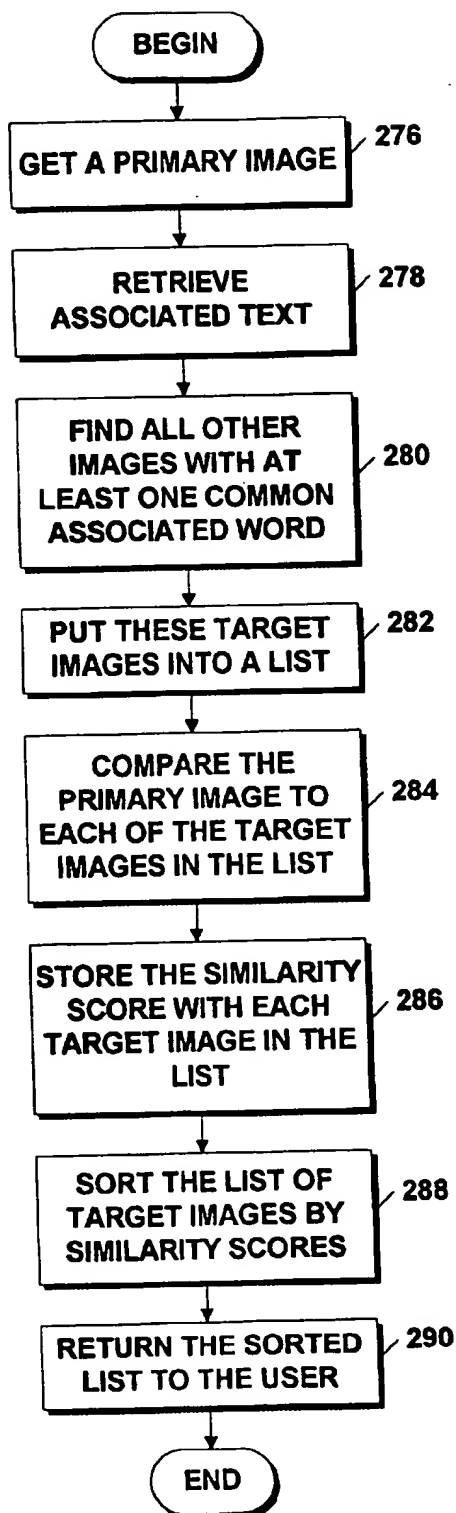 BEGIN
GET A PRIMARY IMAGE
276
RETRIEVE
ASSOCIATED TEXT
278
FIND ALL OTHER
IMAGES WITH AT
LEAST ONE COMMON
ASSOCIATED WORD
280
PUT THESE TARGET
IMAGES INTO A LIST
282
COMPARE THE
PRIMARY IMAGE TO
EACH OF THE TARGET
IMAGES IN THE LIST
284
STORE THE SIMILARITY
SCORE WITH EACH
TARGET IMAGE IN THE
LIST
286
SORT THE LIST OF
TARGET IMAGES BY
SIMILARITY SCORES
288
RETURN THE SORTED
LIST TO THE USER
290
END